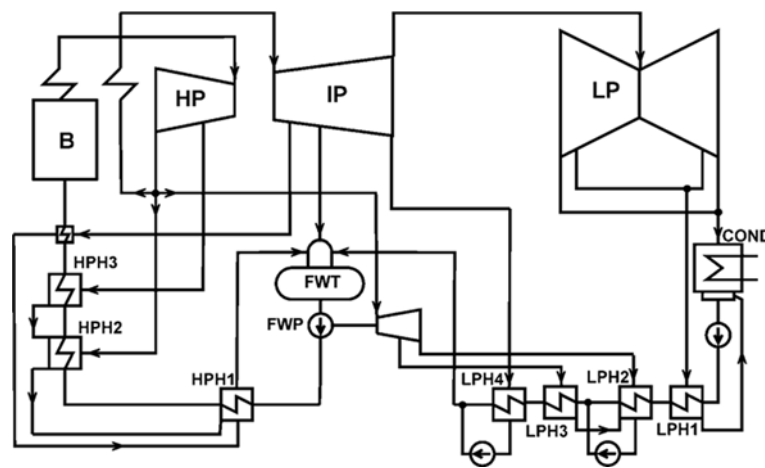 HP
IP
LP
B
COND
HPH3
FWT
HPH2
FWP
HPH1
LPH4
LPH2
LPH3
LPH1